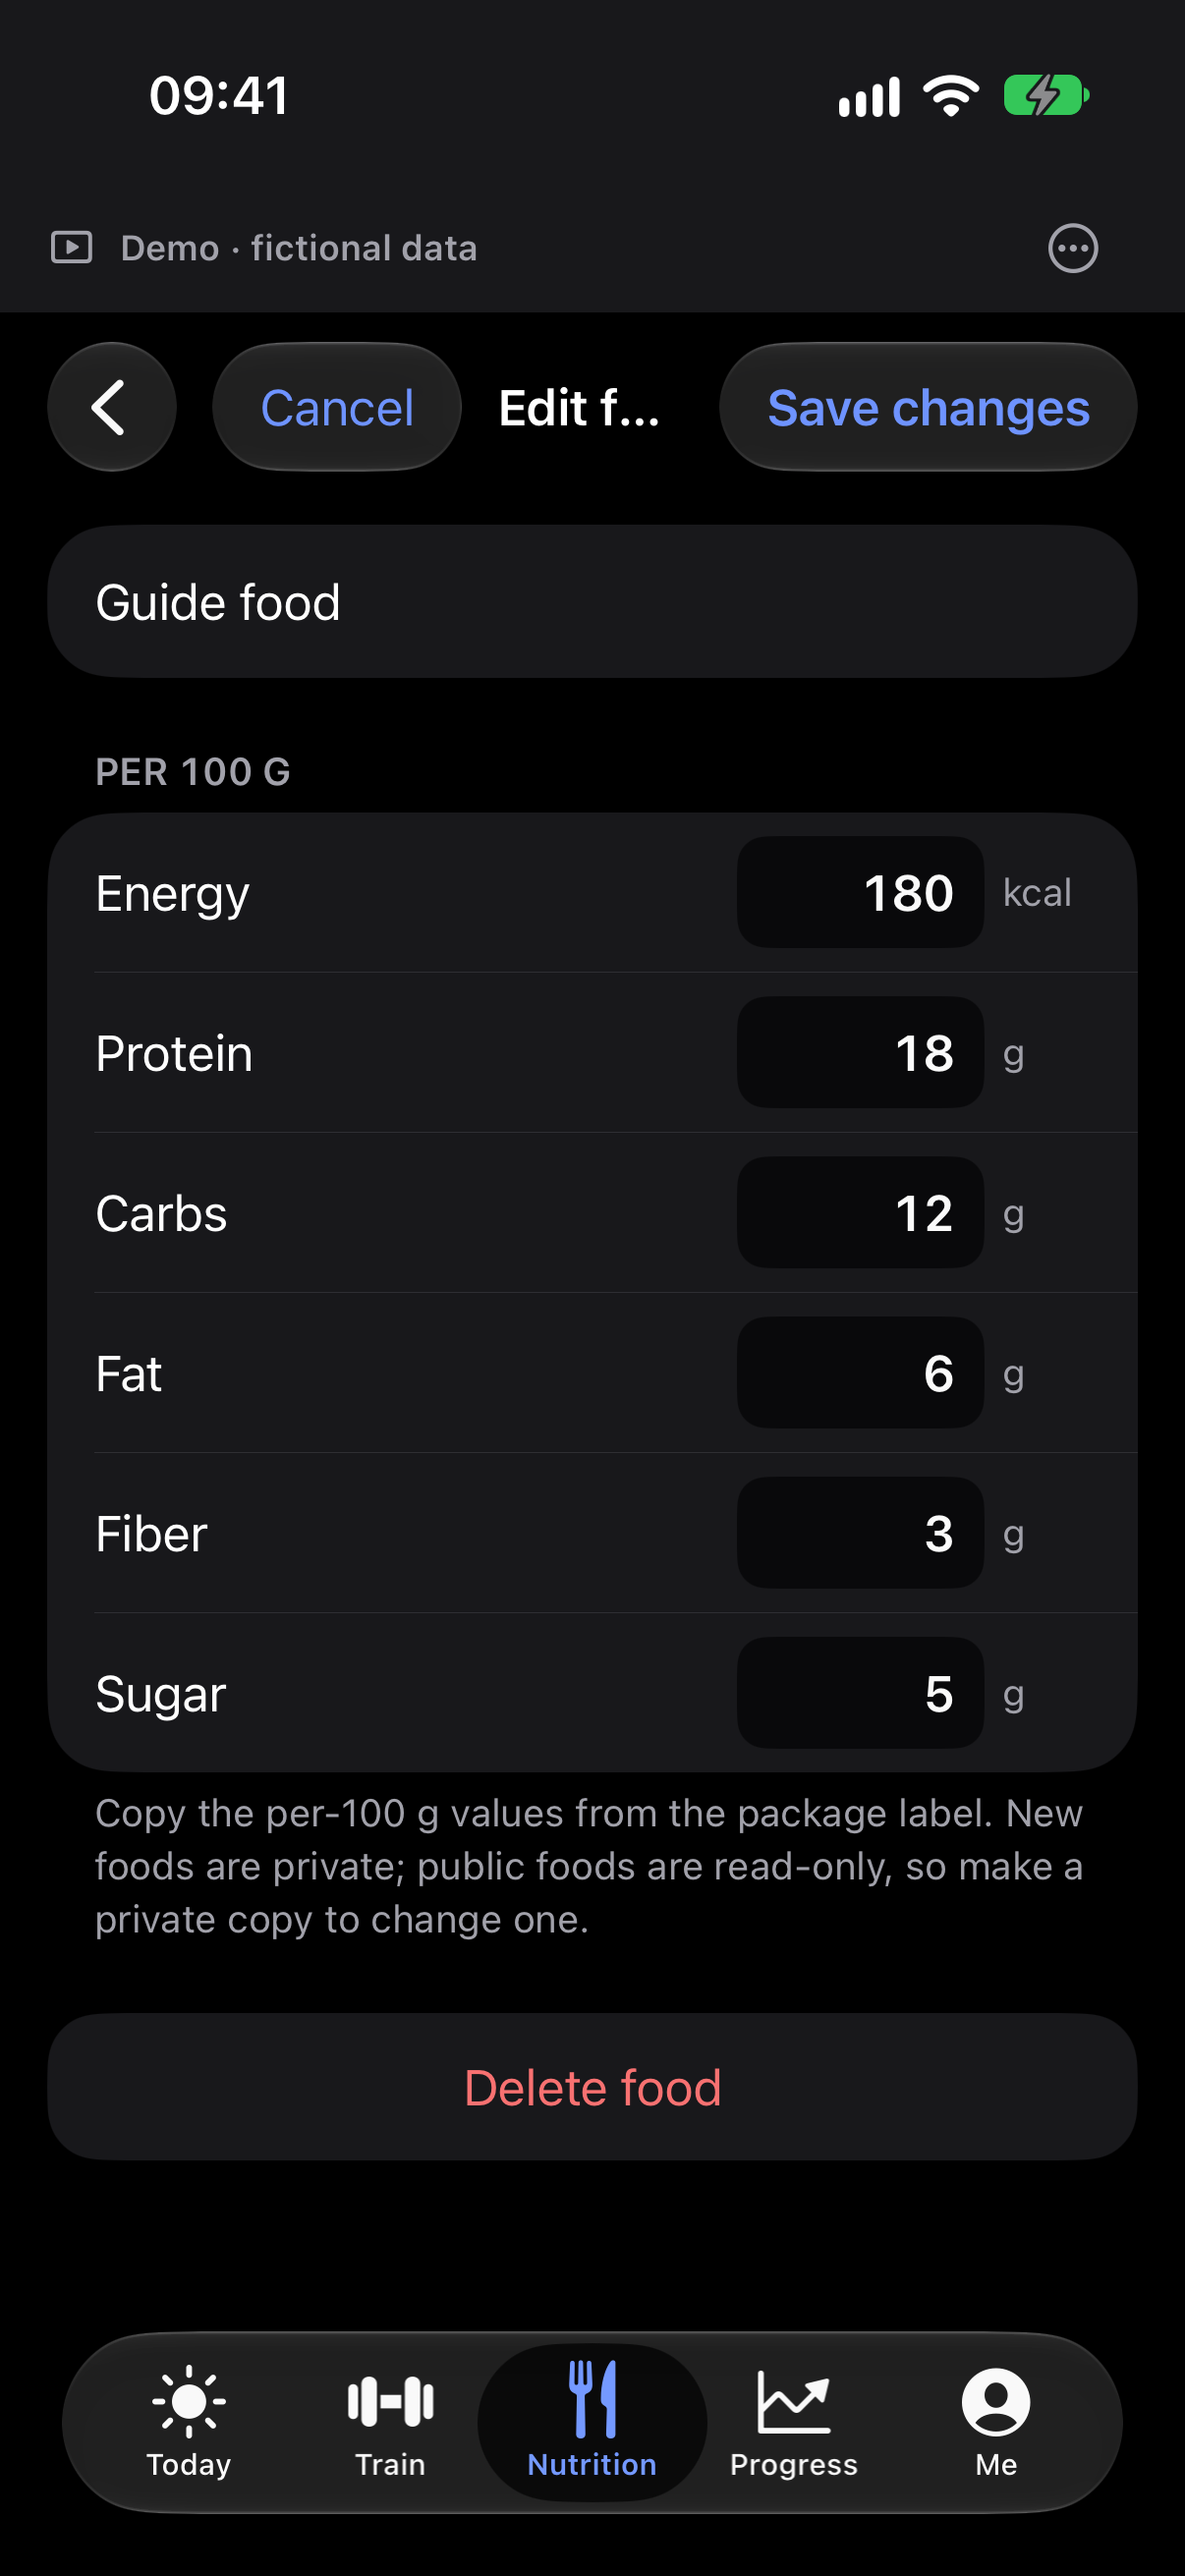 09:41
Demo · fictional data
Cancel
Edit f...
Save changes
Guide food
PER 100 G
Energy 180 kcal
Protein 18 g
Carbs 12 g
Fat 6 g
Fiber 3 g
Sugar 5 g
Copy the per-100 g values from the package label. New
foods are private; public foods are read-only, so make a
private copy to change one.
Delete food
Today
Train
Nutrition
Progress
Me